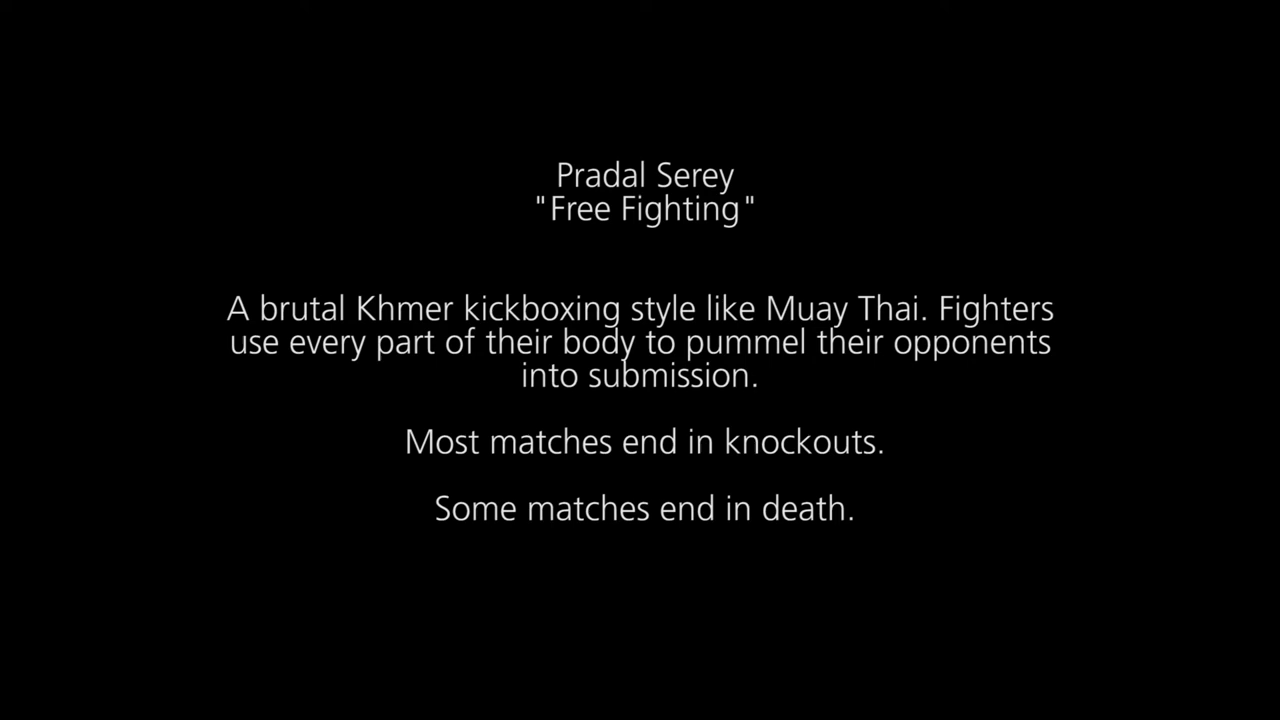 Pradal Serey
"Free Fighting"
A brutal Khmer kickboxing style like Muay Thai. Fighters
use every part of their body to pummel their opponents
into submission.
Most matches end in knockouts.
Some matches end in death.